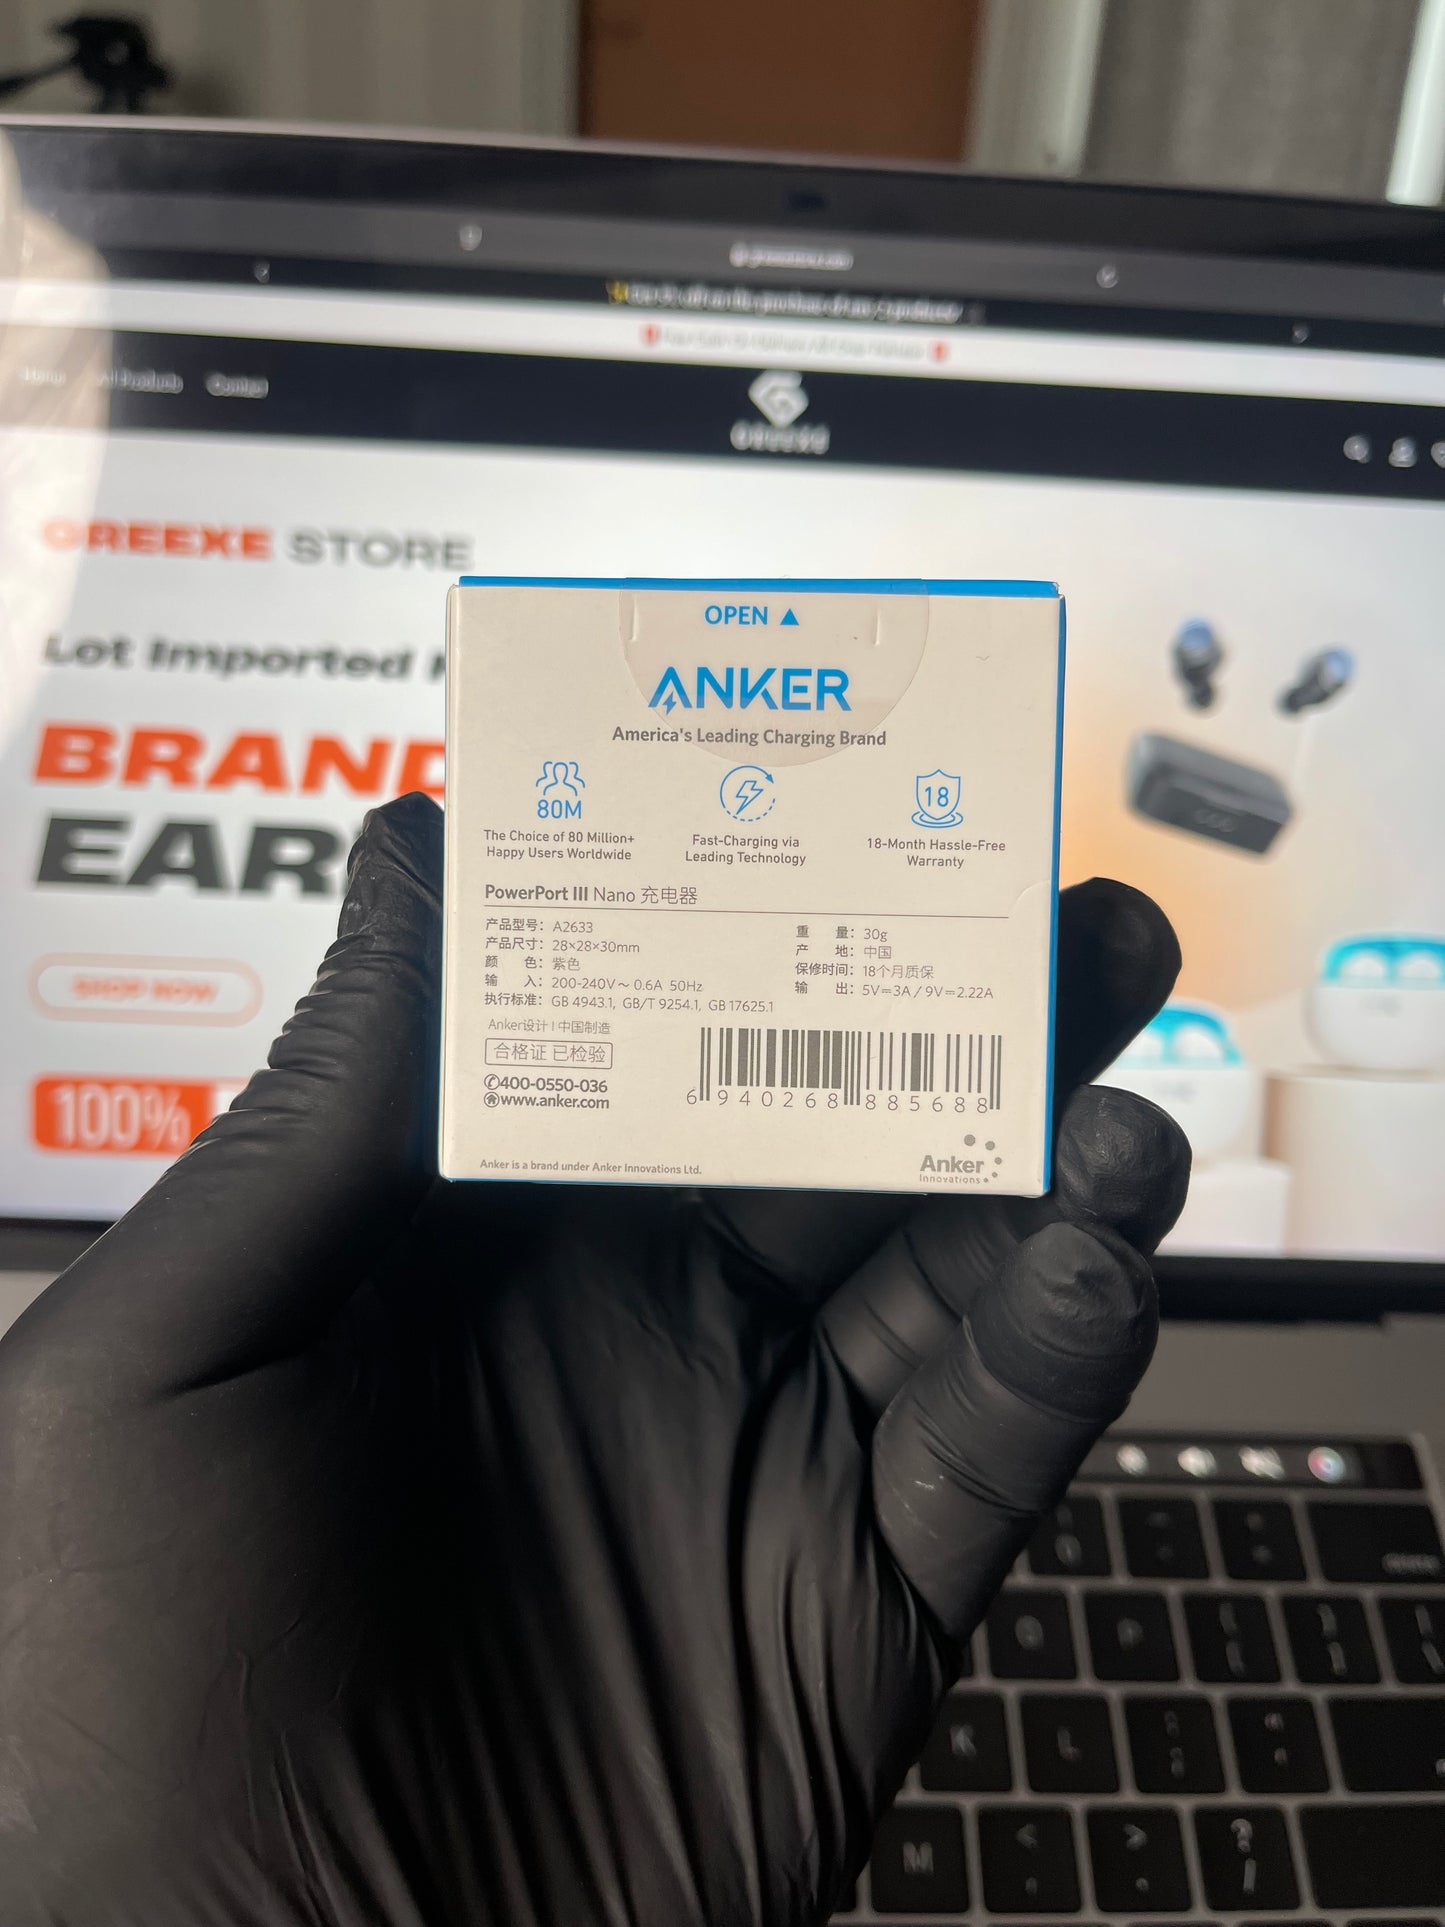 All Products
Contact
GREEXE
GREEXE STORE
Lot Imported
BRAND
EAR
SHOP NOW
100%
OPEN ▲
ANKER
America's Leading Charging Brand
80M
The Choice of 80 Million+
Happy Users Worldwide
Fast-Charging via
Leading Technology
18
18-Month Hassle-Free
Warranty
PowerPort III Nano 充电器
产品型号: A2633
产品尺寸: 28×28×30mm
颜 色: 紫色
输 入: 200-240V~ 0.6A 50Hz
执行标准: GB 4943.1, GB/T 9254.1, GB 17625.1
重 量: 30g
产 地: 中国
保修时间: 18个月质保
输 出: 5V⎓3A / 9V⎓2.22A
Anker设计 | 中国制造
合格证 已检验
400-0550-036
www.anker.com
6 940268 885688
Anker is a brand under Anker Innovations Ltd.
Anker
Innovations
O P
K L
M < >
?
/